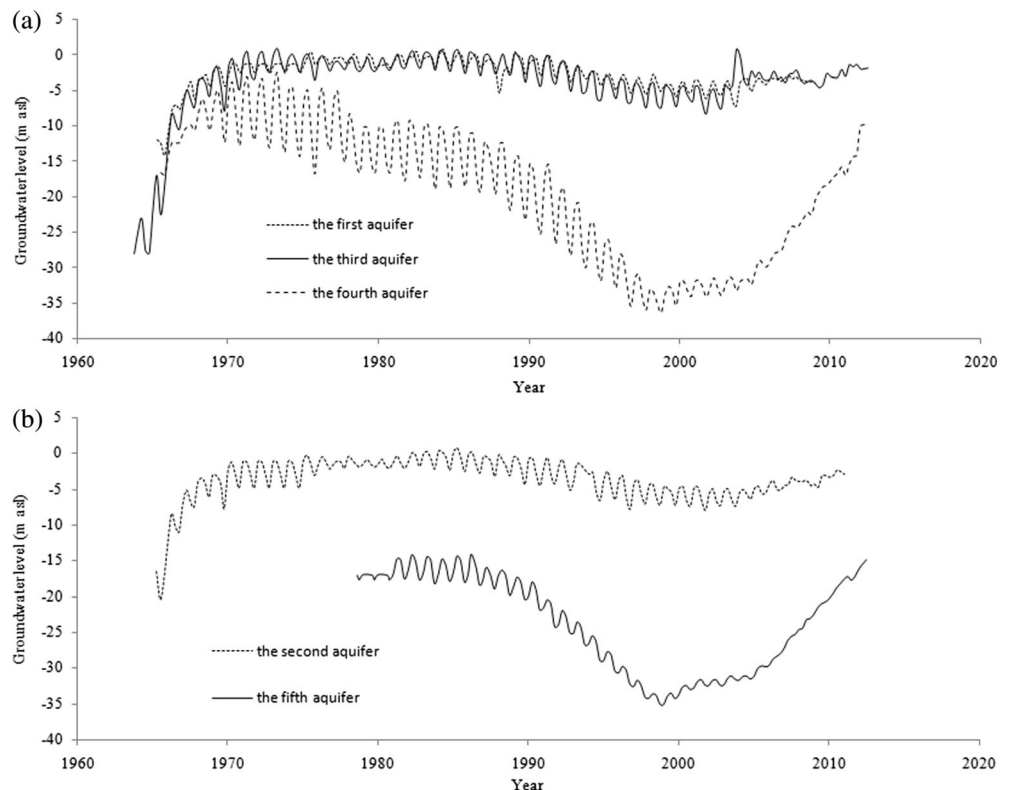 (a)
Groundwater level (m asl)
5
0
-5
-10
-15
-20
-25
-30
-35
-40
the first aquifer
the third aquifer
the fourth aquifer
1960 1970 1980 1990 2000 2010 2020
Year
(b)
Groundwater level (m asl)
5
0
-5
-10
-15
-20
-25
-30
-35
-40
the second aquifer
the fifth aquifer
1960 1970 1980 1990 2000 2010 2020
Year